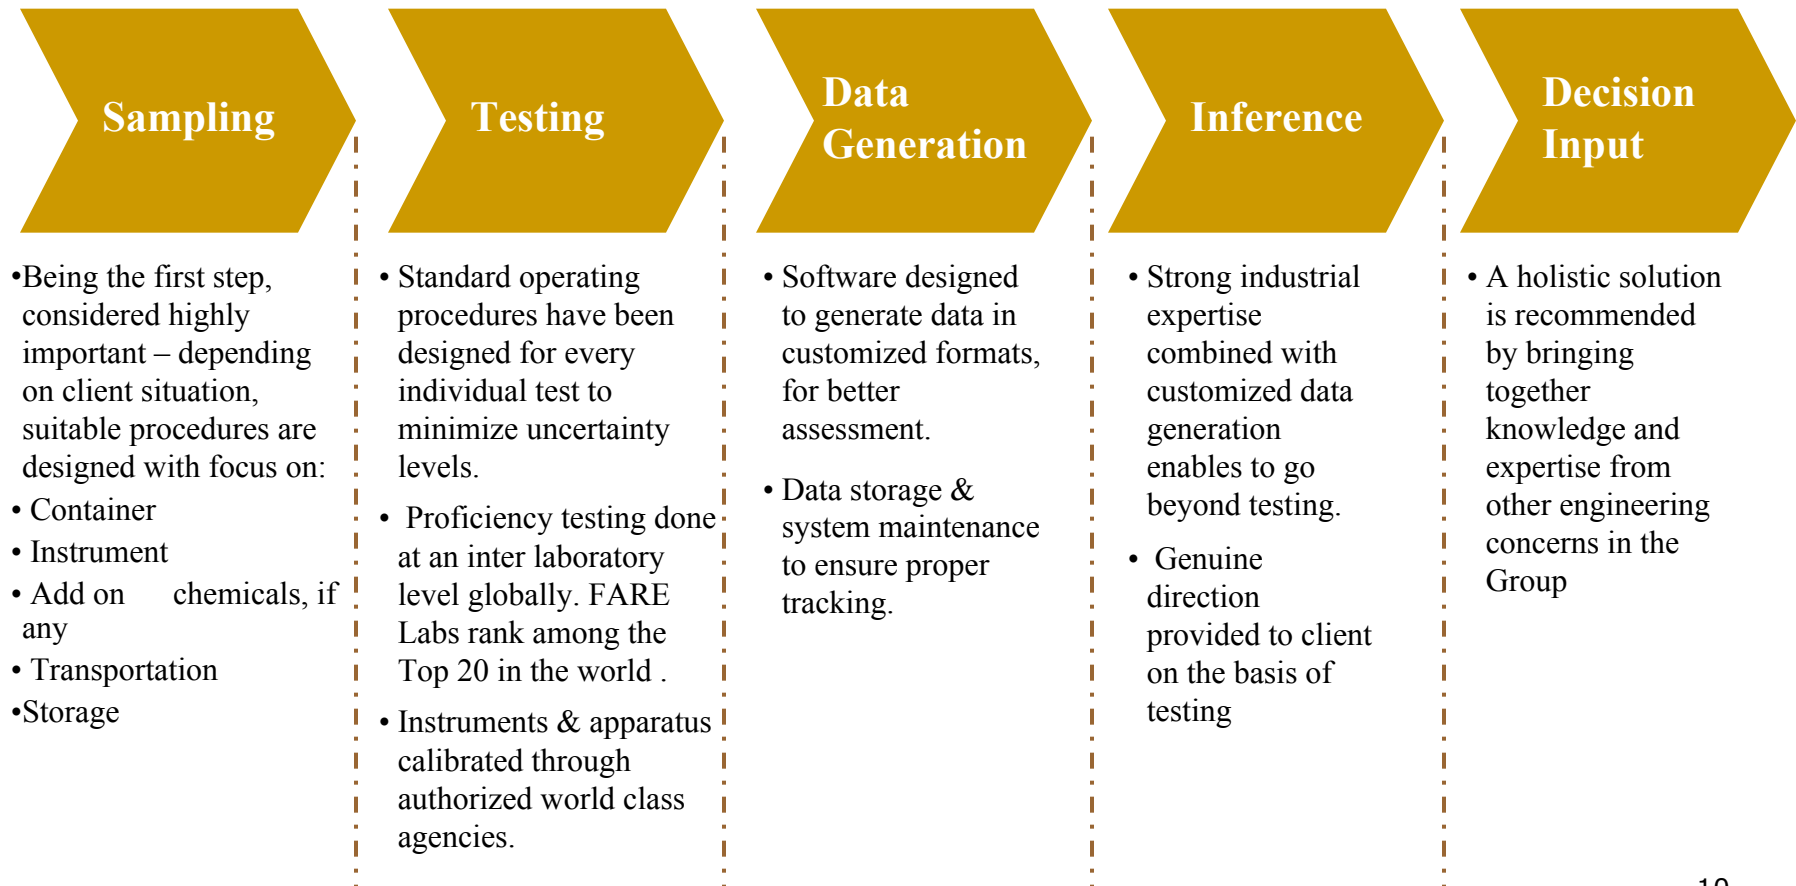 Sampling
Testing
Data
Generation
Inference
Decision
Input
•Being the first step,
considered highly
important – depending
on client situation,
suitable procedures are
designed with focus on:
• Container
• Instrument
• Add on chemicals, if
any
• Transportation
•Storage
• Standard operating
procedures have been
designed for every
individual test to
minimize uncertainty
levels.
• Proficiency testing done
at an inter laboratory
level globally. FARE
Labs rank among the
Top 20 in the world .
• Instruments & apparatus
calibrated through
authorized world class
agencies.
• Software designed
to generate data in
customized formats,
for better
assessment.
• Data storage &
system maintenance
to ensure proper
tracking.
• Strong industrial
expertise
combined with
customized data
generation
enables to go
beyond testing.
• Genuine
direction
provided to client
on the basis of
testing
• A holistic solution
is recommended
by bringing
together
knowledge and
expertise from
other engineering
concerns in the
Group